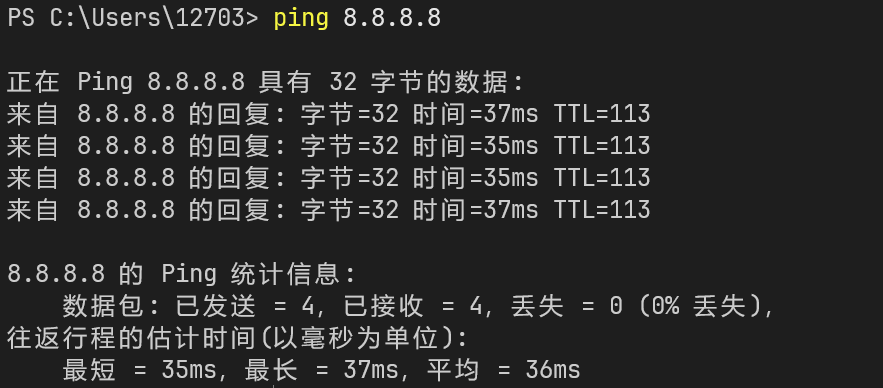 PS C:\Users\12703> ping 8.8.8.8
正在 Ping 8.8.8.8 具有 32 字节的数据:
来自 8.8.8.8 的回复: 字节=32 时间=37ms TTL=113
来自 8.8.8.8 的回复: 字节=32 时间=35ms TTL=113
来自 8.8.8.8 的回复: 字节=32 时间=35ms TTL=113
来自 8.8.8.8 的回复: 字节=32 时间=37ms TTL=113
8.8.8.8 的 Ping 统计信息:
数据包: 已发送 = 4, 已接收 = 4, 丢失 = 0 (0% 丢失),
往返行程的估计时间(以毫秒为单位):
最短 = 35ms, 最长 = 37ms, 平均 = 36ms